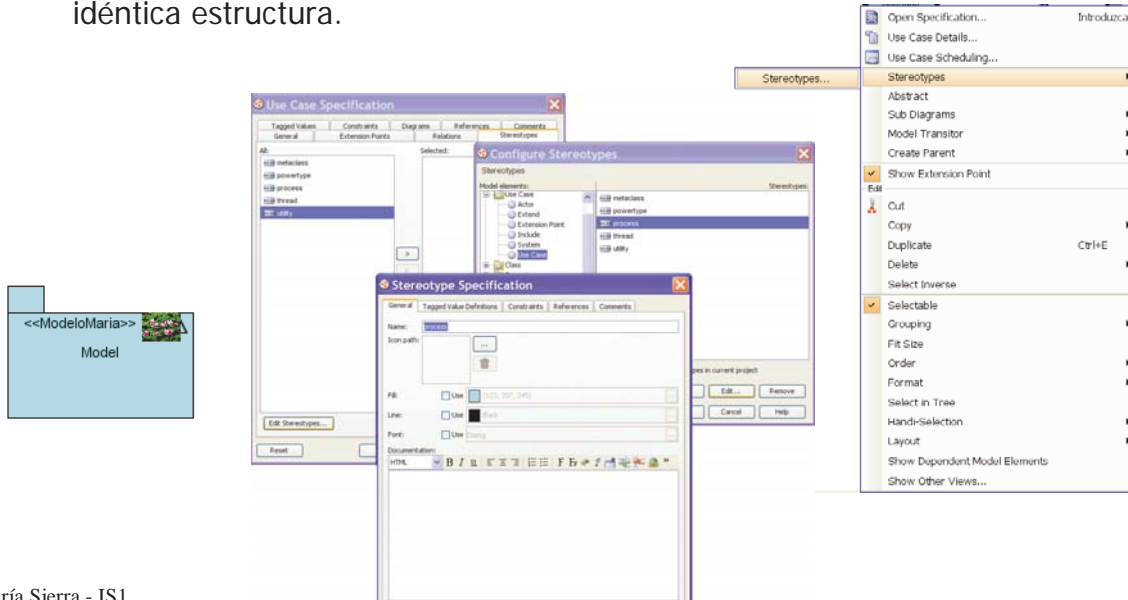 idéntica estructura.
Open Specification... Introduzca
Use Case Details...
Use Case Scheduling...
Stereotypes...
Stereotypes
Abstract
Sub Diagrams
Model Transitor
Create Parent
Show Extension Point
Edit
Cut
Copy
Duplicate Ctrl+E
Delete
Select Inverse
Selectable
Grouping
Fit Size
Order
Format
Select in Tree
Handi-Selection
Layout
Show Dependent Model Elements
Show Other Views...
Use Case Specification
Tagged Values Constraints Diagrams References Comments
General Extension Points Relations Stereotypes
All: Selected:
metaclass
powertype
process
thread
utility
>
Edit Stereotypes...
Reset
Configure Stereotypes
Stereotypes
Model elements: Stereotypes:
Use Case
Actor
Extend
Extension Point
Include
System
Use Case
Class
metaclass
powertype
process
thread
utility
pes in current project
Edit... Remove
Cancel Help
Stereotype Specification
General Tagged Value Definitions Constraints References Comments
Name: process
Icon path: ...
Fill: Use
Line: Use Black
Font: Use Dialog
Documentation:
HTML
<<ModeloMaria>>
Model
ría Sierra - IS1